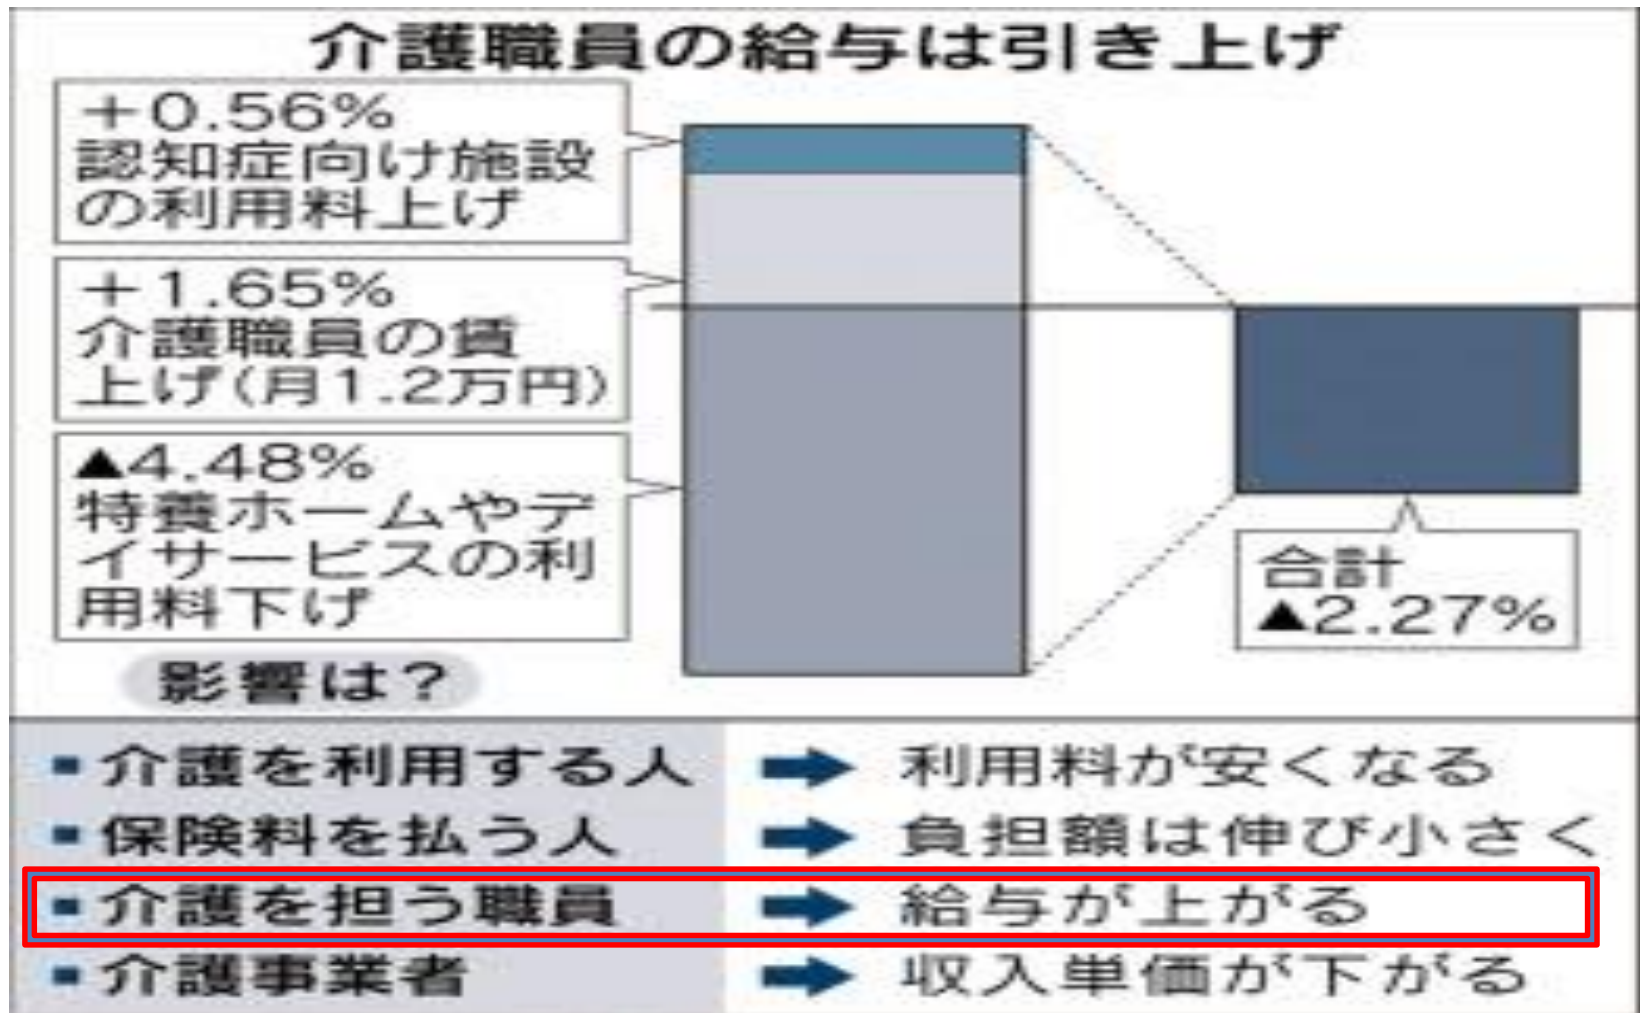 介護職員の給与は引き上げ
+0.56%
認知症向け施設
の利用料上げ
+1.65%
介護職員の賃
上げ(月1.2万円)
▲4.48%
特養ホームやデ
イサービスの利
用料下げ
合計
▲2.27%
影響は?
▪介護を利用する人 ➡ 利用料が安くなる
▪保険料を払う人 ➡ 負担額は伸び小さく
▪介護を担う職員 ➡ 給与が上がる
▪介護事業者 ➡ 収入単価が下がる